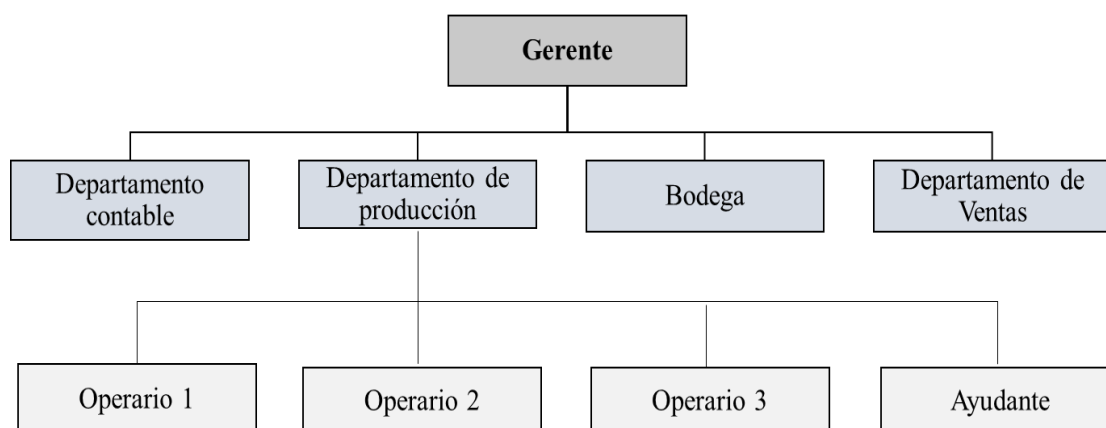 Gerente
Departamento
contable
Departamento de
producción
Bodega
Departamento de
Ventas
Operario 1
Operario 2
Operario 3
Ayudante